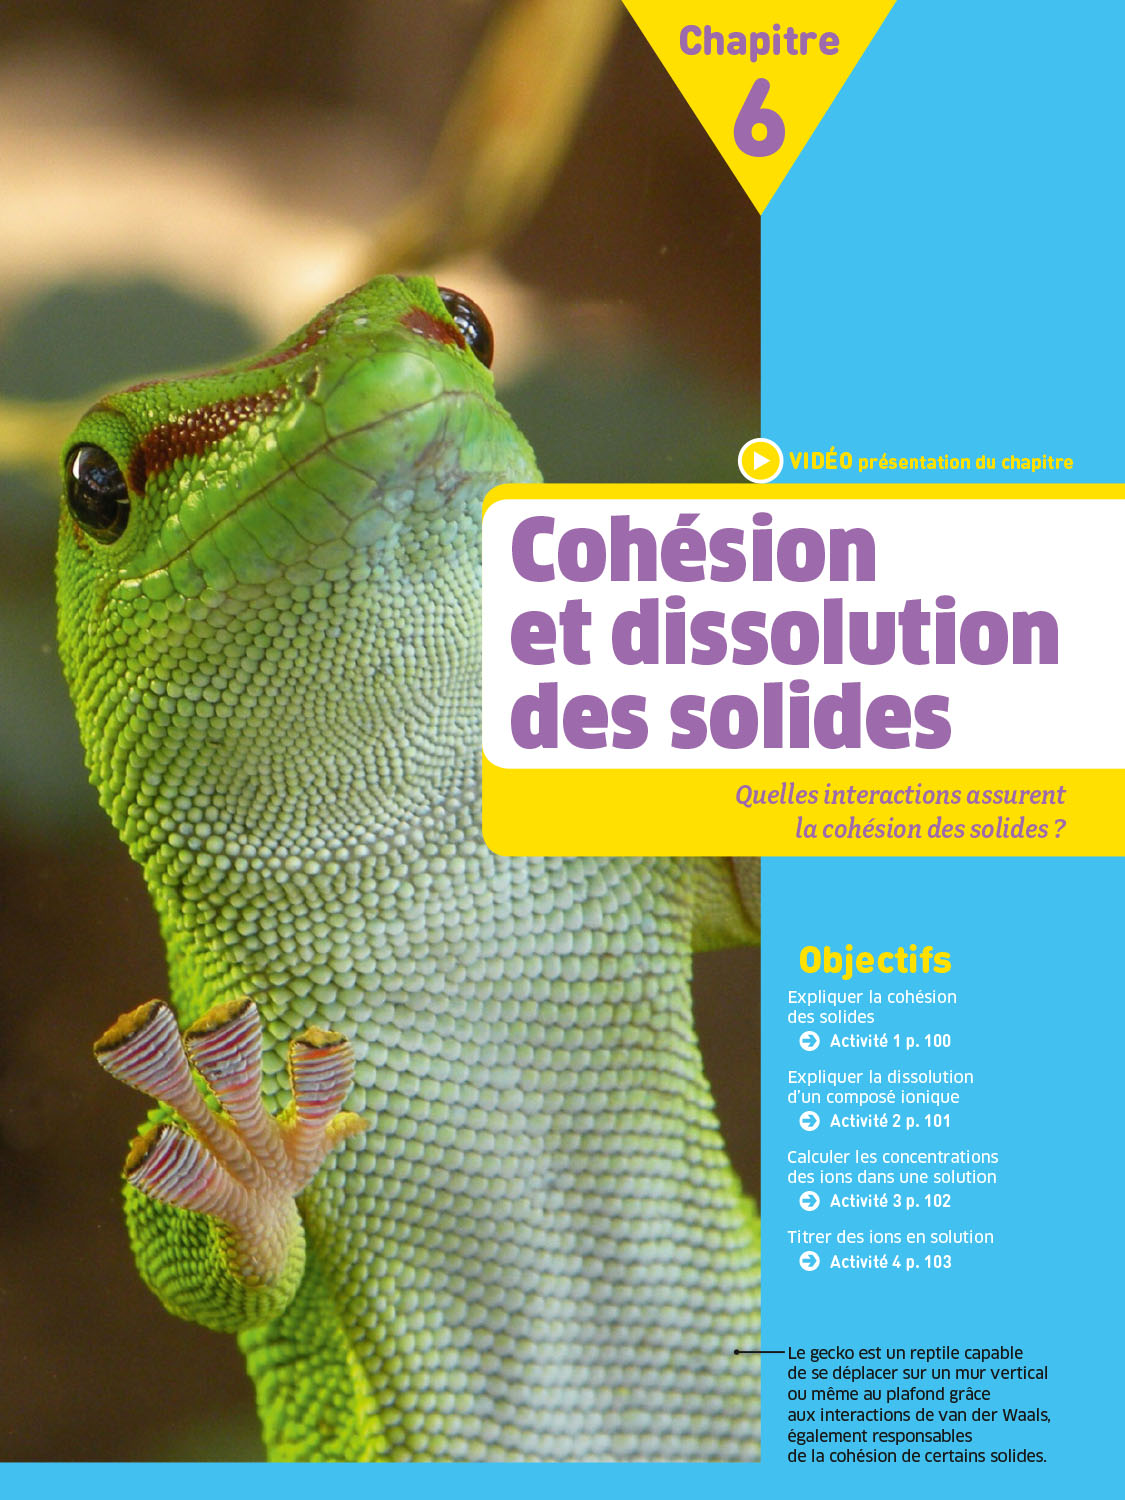 Chapitre
6
VIDÉO présentation du chapitre
Cohésion
et dissolution
des solides
Quelles interactions assurent
la cohésion des solides ?
Objectifs
Expliquer la cohésion
des solides
Activité 1 p. 100
Expliquer la dissolution
d'un composé ionique
Activité 2 p. 101
Calculer les concentrations
des ions dans une solution
Activité 3 p. 102
Titrer des ions en solution
Activité 4 p. 103
Le gecko est un reptile capable
de se déplacer sur un mur vertical
ou même au plafond grâce
aux interactions de van der Waals,
également responsables
de la cohésion de certains solides.